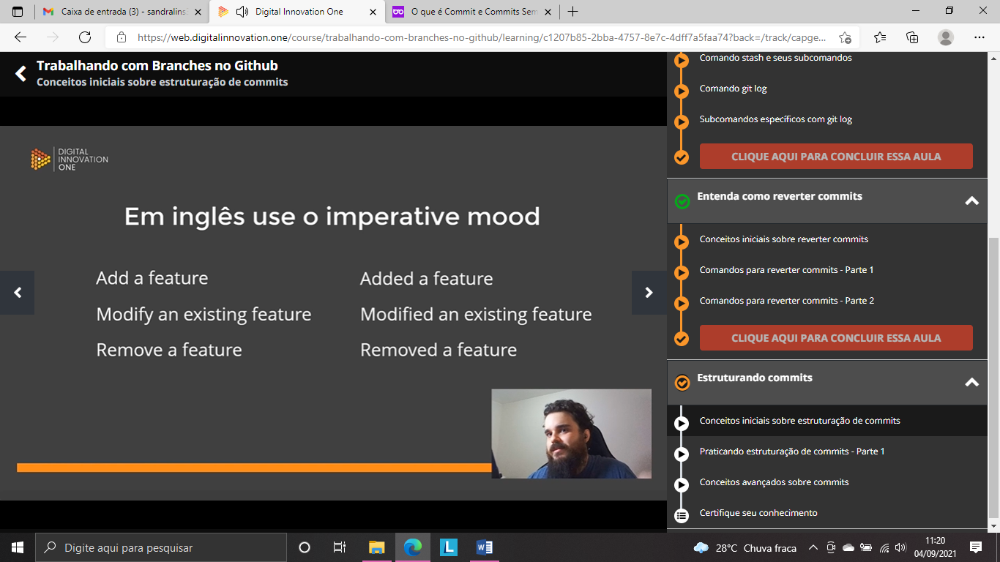 Caixa de entrada (3) - sandralins
Digital Innovation One
O que é Commit e Commits Sem
https://web.digitalinnovation.one/course/trabalhando-com-branches-no-github/learning/c1207b85-2bba-4757-8e7c-4dff7a5faa74?back=/track/capge...
Trabalhando com Branches no Github
Conceitos iniciais sobre estruturação de commits
DIGITAL
INNOVATION
ONE
Em inglês use o imperative mood
Add a feature
Added a feature
Modify an existing feature
Modified an existing feature
Remove a feature
Removed a feature
Comando stash e seus subcomandos
Comando git log
Subcomandos específicos com git log
CLIQUE AQUI PARA CONCLUIR ESSA AULA
Entenda como reverter commits
Conceitos iniciais sobre reverter commits
Comandos para reverter commits - Parte 1
Comandos para reverter commits - Parte 2
CLIQUE AQUI PARA CONCLUIR ESSA AULA
Estruturando commits
Conceitos iniciais sobre estruturação de commits
Praticando estruturação de commits - Parte 1
Conceitos avançados sobre commits
Certifique seu conhecimento
Digite aqui para pesquisar
L
28°C Chuva fraca
11:20
04/09/2021